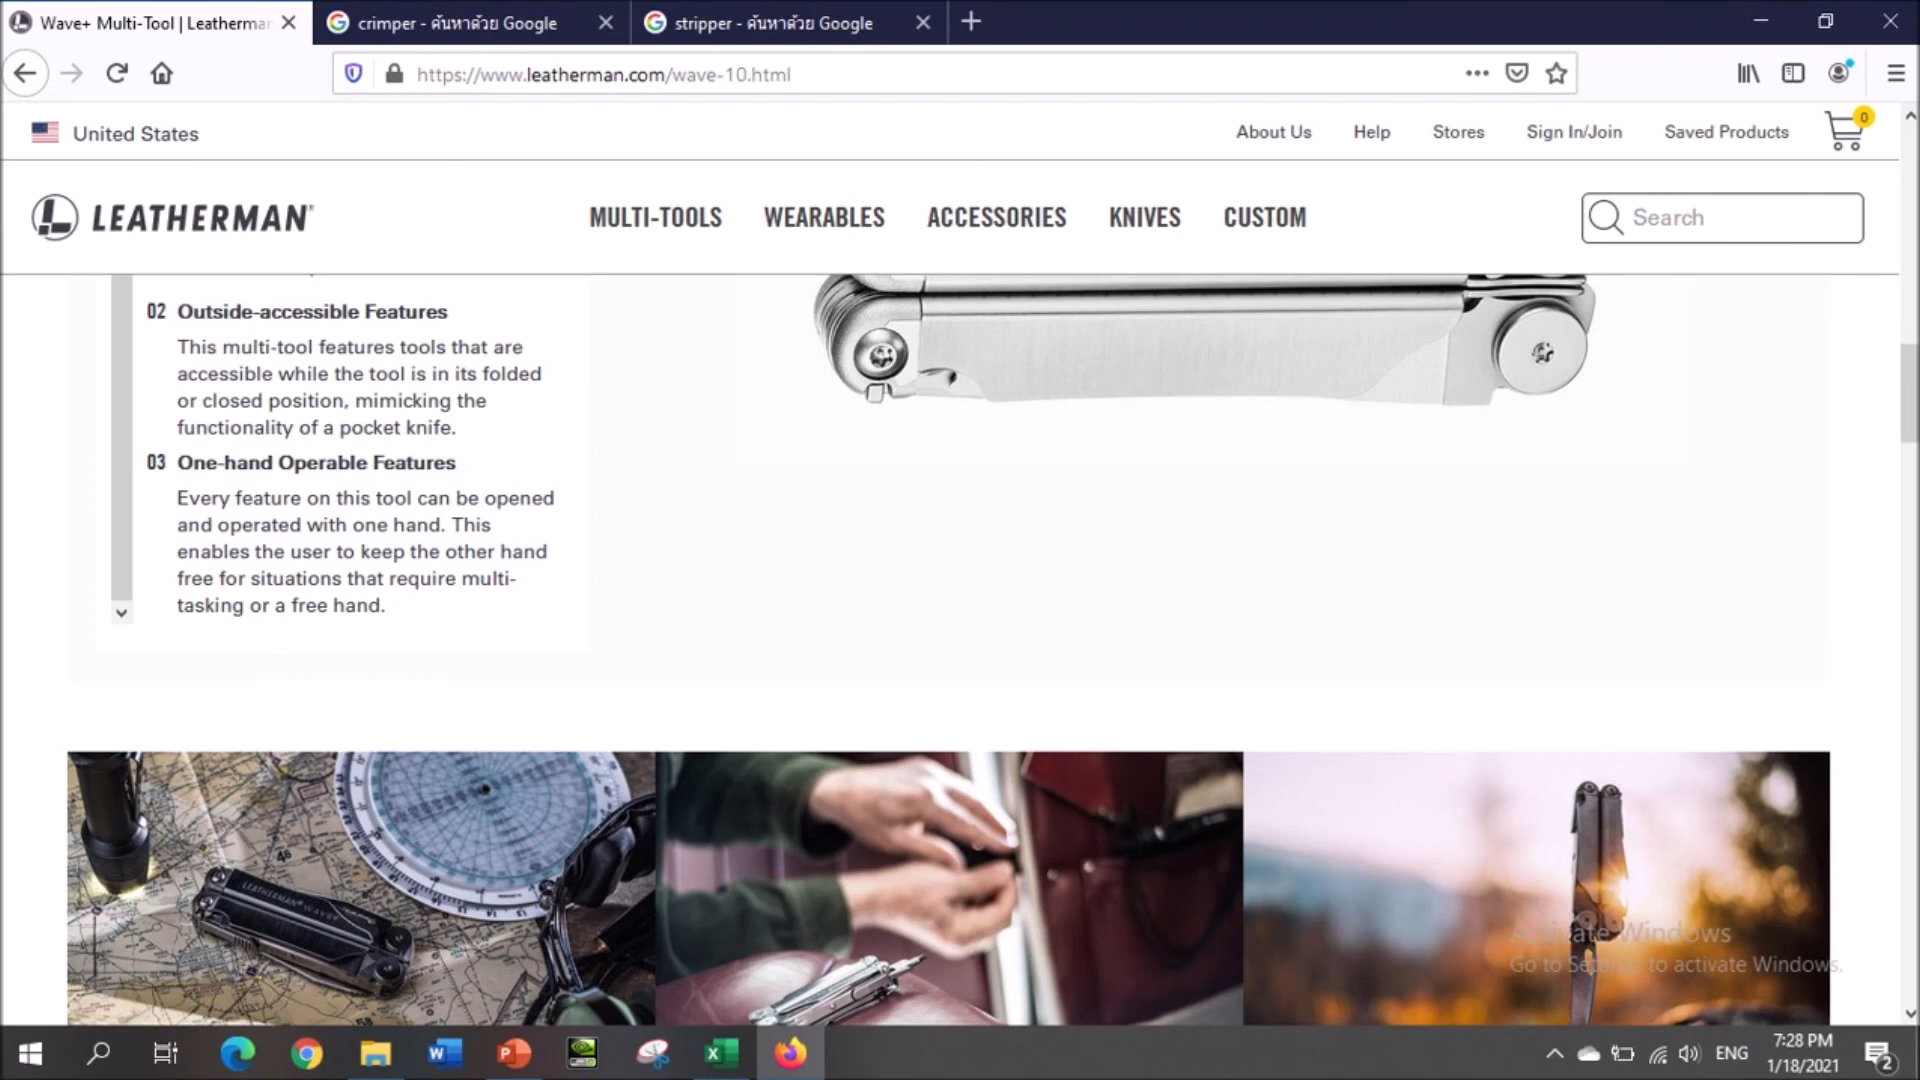 Wave+ Multi-Tool | Leatherman
crimper - ค้นหาด้วย Google
stripper - ค้นหาด้วย Google
https://www.leatherman.com/wave-10.html
United States
About Us
Help
Stores
Sign In/Join
Saved Products
0
LEATHERMAN
MULTI-TOOLS
WEARABLES
ACCESSORIES
KNIVES
CUSTOM
Search
02 Outside-accessible Features
This multi-tool features tools that are
accessible while the tool is in its folded
or closed position, mimicking the
functionality of a pocket knife.
03 One-hand Operable Features
Every feature on this tool can be opened
and operated with one hand. This
enables the user to keep the other hand
free for situations that require multi-
tasking or a free hand.
LEATHERMAN WAVE
Activate Windows
Go to Settings to activate Windows.
ENG
7:28 PM
1/18/2021
2